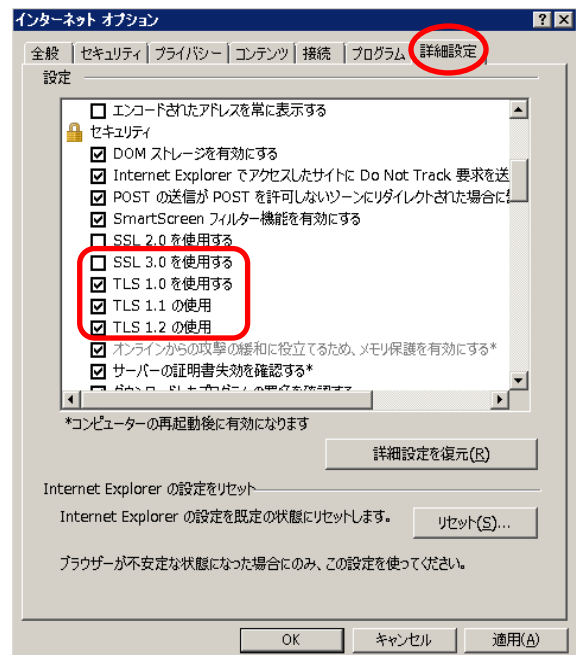 インターネット オプション
全般 セキュリティ プライバシー コンテンツ 接続 プログラム 詳細設定
設定
エンコードされたアドレスを常に表示する
セキュリティ
DOM ストレージを有効にする
Internet Explorer でアクセスしたサイトに Do Not Track 要求を送
POST の送信が POST を許可しないゾーンにリダイレクトされた場合に
SmartScreen フィルター機能を有効にする
SSL 2.0 を使用する
SSL 3.0 を使用する
TLS 1.0 を使用する
TLS 1.1 の使用
TLS 1.2 の使用
オンラインからの攻撃の緩和に役立てるため、メモリ保護を有効にする*
サーバーの証明書失効を確認する*
*コンピューターの再起動後に有効になります
詳細設定を復元(R)
Internet Explorer の設定をリセット
Internet Explorer の設定を既定の状態にリセットします。
リセット(S)...
ブラウザーが不安定な状態になった場合にのみ、この設定を使ってください。
OK キャンセル 適用(A)